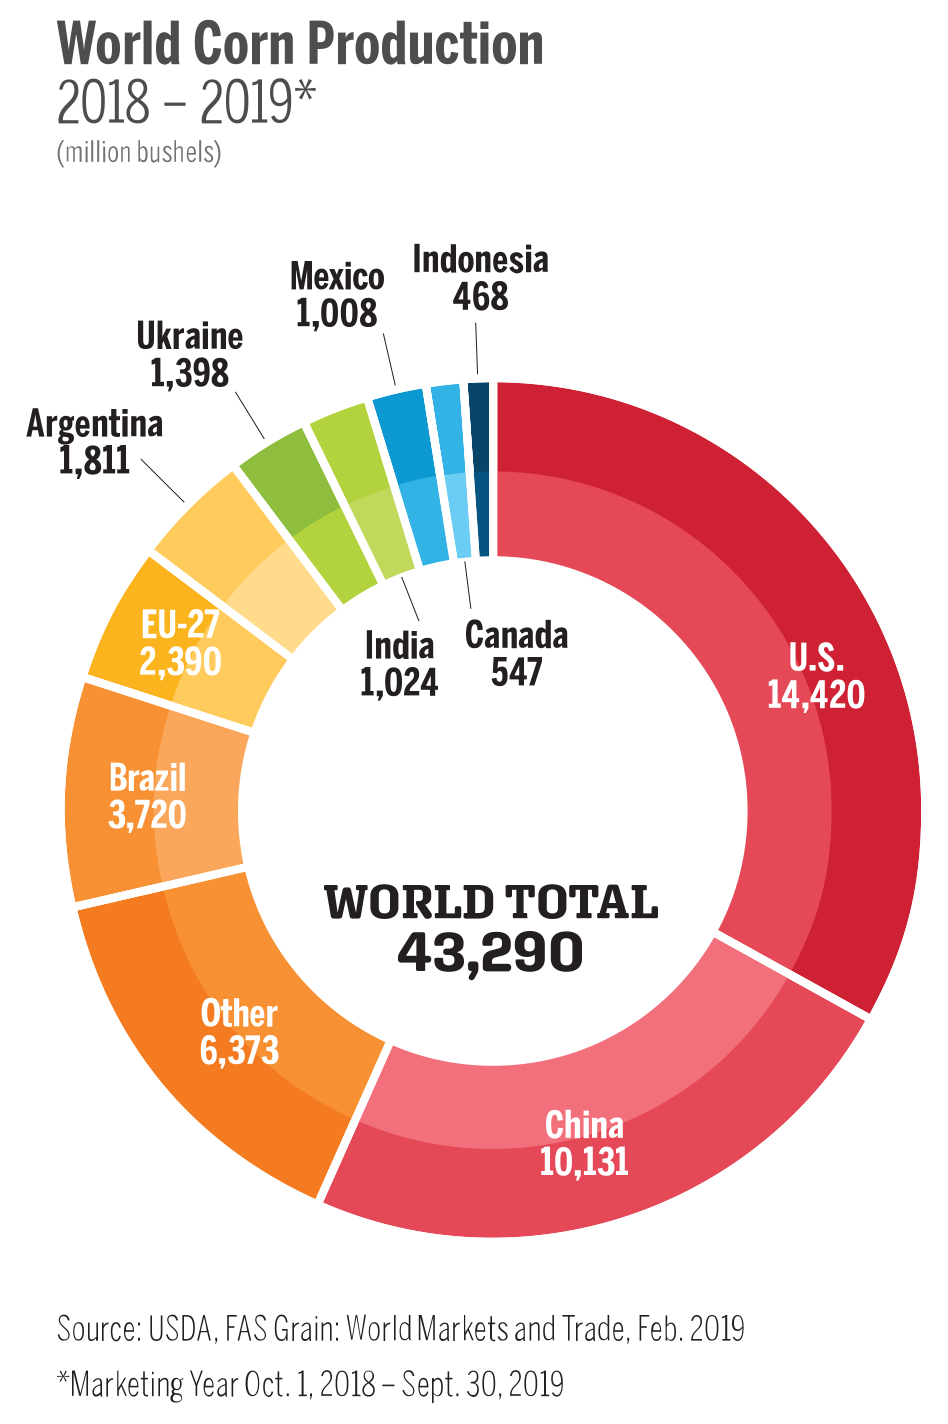 World Corn Production
2018 – 2019*
(million bushels)
Indonesia
468
Mexico
1,008
Ukraine
1,398
Argentina
1,811
EU-27
2,390
India
1,024
Canada
547
U.S.
14,420
Brazil
3,720
WORLD TOTAL
43,290
Other
6,373
China
10,131
Source: USDA, FAS Grain: World Markets and Trade, Feb. 2019
*Marketing Year Oct. 1, 2018 – Sept. 30, 2019